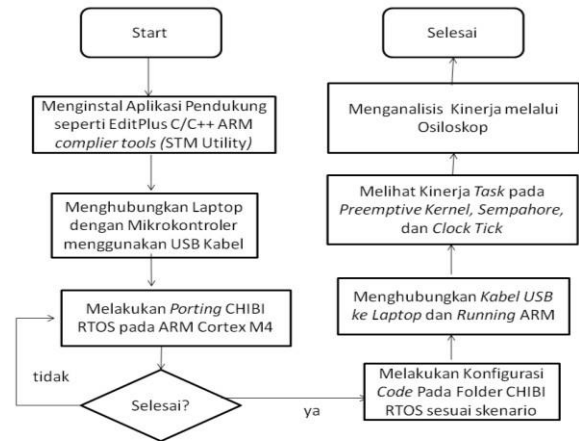 Start
Menginstal Aplikasi Pendukung
seperti EditPlus C/C++ ARM
complier tools (STM Utility)
Menghubungkan Laptop
dengan Mikrokontroler
menggunakan USB Kabel
Melakukan Porting CHIBI
RTOS pada ARM Cortex M4
tidak
Selesai?
ya
Melakukan Konfigurasi
Code Pada Folder CHIBI
RTOS sesuai skenario
Menghubungkan Kabel USB
ke Laptop dan Running ARM
Melihat Kinerja Task pada
Preemptive Kernel, Sempahore,
dan Clock Tick
Menganalisis Kinerja melalui
Osiloskop
Selesai